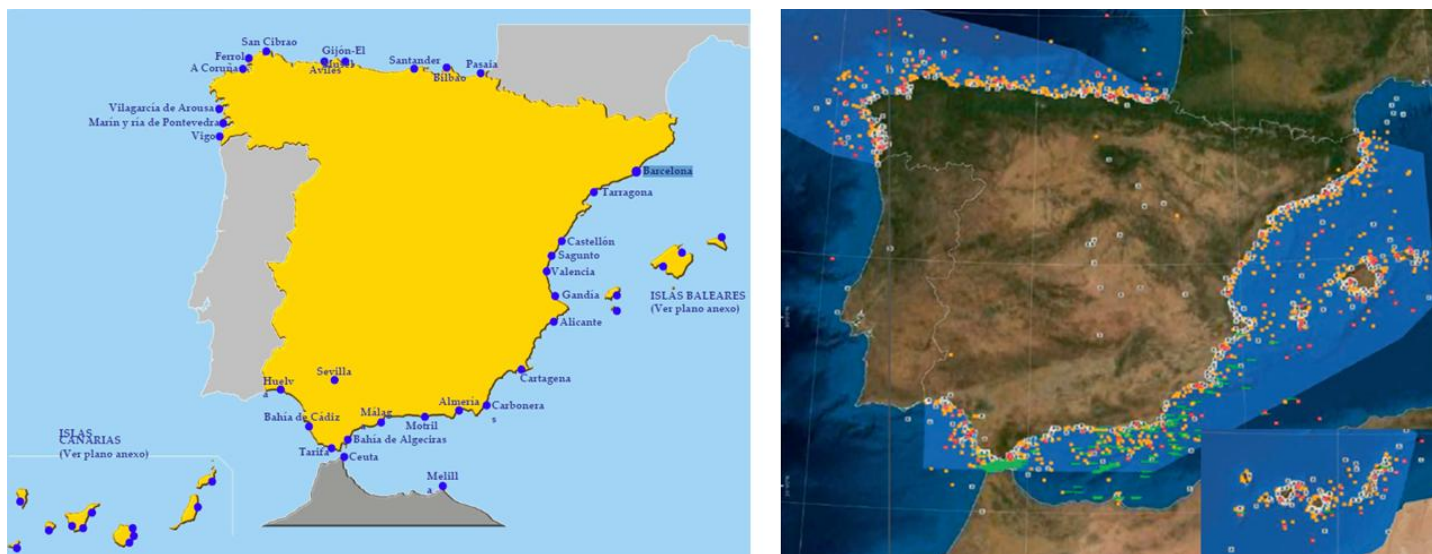 San Cibrao
Ferrol
A Coruña
Gijón-El
Musel
Avilés
Santander
Bilbao
Pasaia
Vilagarcía de Arousa
Marín y ría de Pontevedra
Vigo
Barcelona
Tarragona
Castellón
Sagunto
Valencia
Gandía
Alicante
ISLAS BALEARES
(Ver plano anexo)
Cartagena
Sevilla
Huelv
a
Bahía de Cádiz
Málag
a
Motril
Almería
Carbonera
s
Bahía de Algeciras
Tarifa
Ceuta
Melill
a
ISLAS
CANARIAS
(Ver plano anexo)